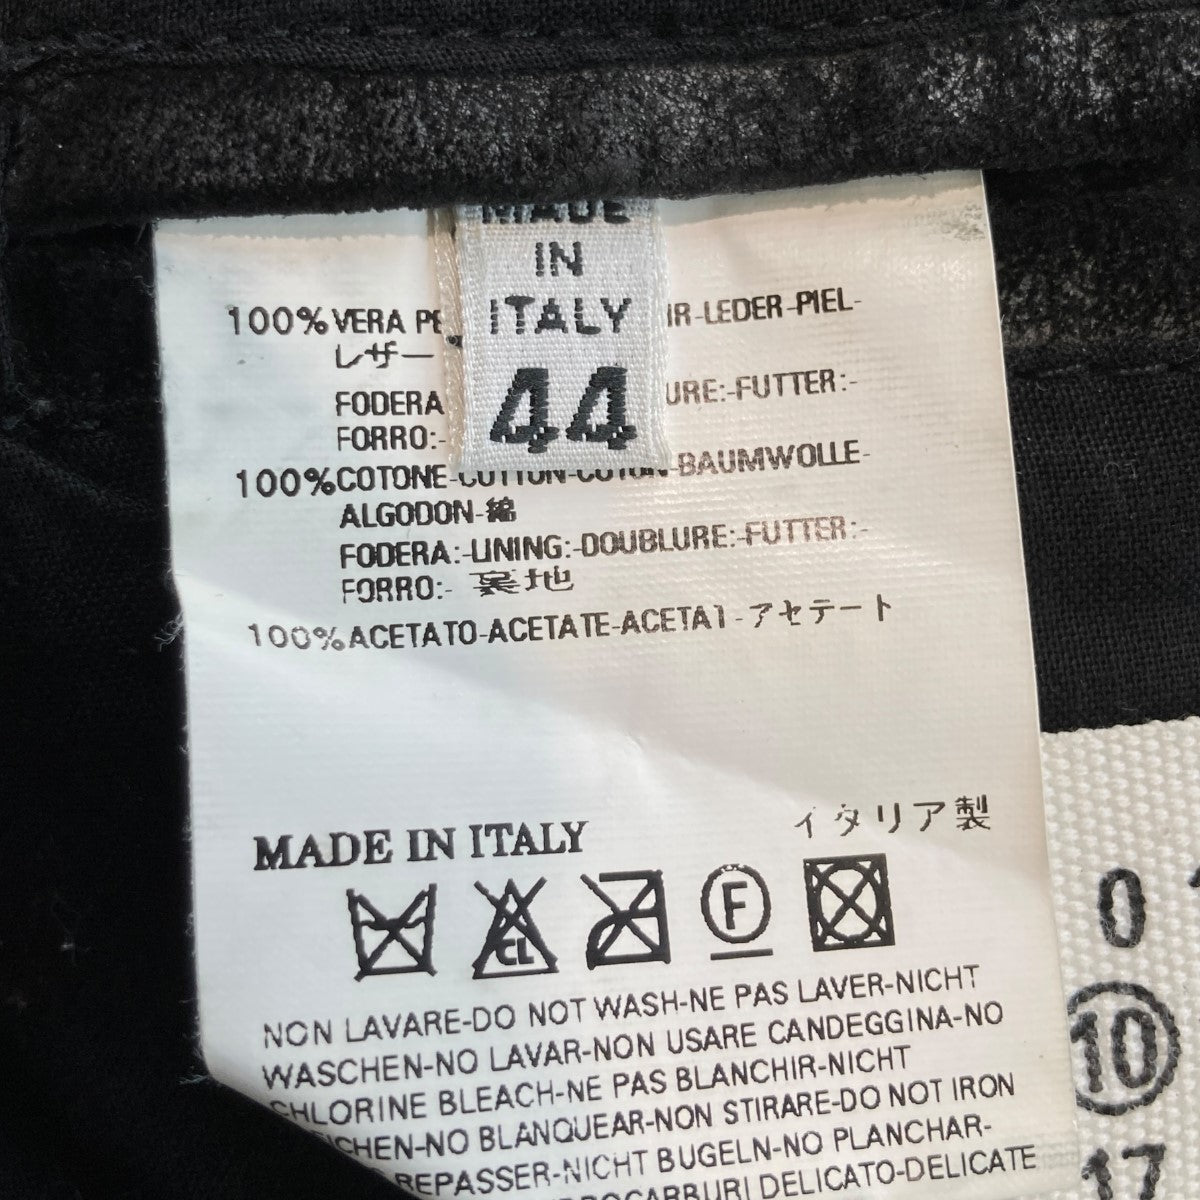 MADE
IN
ITALY
44
100% VERA IR-LEDER-PIEL-
レザー
FODERA URE:-FUTTER:-
FORRO:-
100% COTONE-COTTON-COTON-BAUMWOLLE-
ALGODON-綿
FODERA:-LINING:-DOUBLURE:-FUTTER:-
FORRO:- 裏地
100% ACETATO-ACETATE-ACETAT-アセテート
イタリア製
MADE IN ITALY
CL F
NON LAVARE-DO NOT WASH-NE PAS LAVER-NICHT
WASCHEN-NO LAVAR-NON USARE CANDEGGINA-NO
CHLORINE BLEACH-NE PAS BLANCHIR-NICHT
EICHEN-NO BLANQUEAR-NON STIRARE-DO NOT IRON
REPASSER-NICHT BUGELN-NO PLANCHAR-
ROCARBURI DELICATO-DELICATE
0
10
17